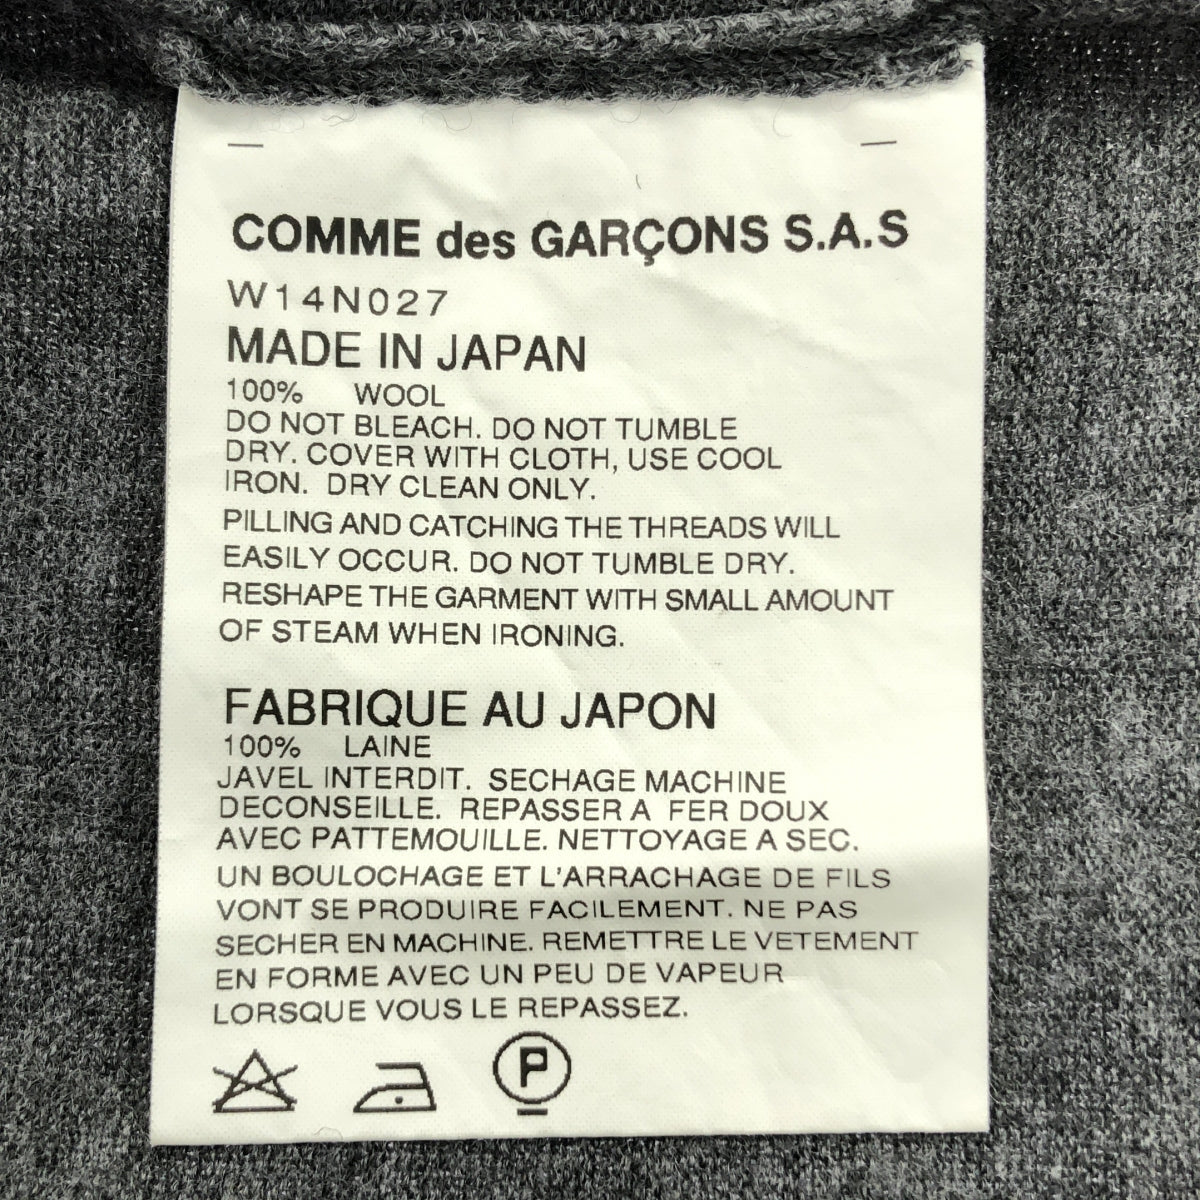 COMME des GARÇONS S.A.S
W14N027
MADE IN JAPAN
100% WOOL
DO NOT BLEACH. DO NOT TUMBLE
DRY. COVER WITH CLOTH, USE COOL
IRON. DRY CLEAN ONLY.
PILLING AND CATCHING THE THREADS WILL
EASILY OCCUR. DO NOT TUMBLE DRY.
RESHAPE THE GARMENT WITH SMALL AMOUNT
OF STEAM WHEN IRONING.
FABRIQUE AU JAPON
100% LAINE
JAVEL INTERDIT. SECHAGE MACHINE
DECONSEILLE. REPASSER A FER DOUX
AVEC PATTEMOUILLE. NETTOYAGE A SEC.
UN BOULOCHAGE ET L'ARRACHAGE DE FILS
VONT SE PRODUIRE FACILEMENT. NE PAS
SECHER EN MACHINE. REMETTRE LE VETEMENT
EN FORME AVEC UN PEU DE VAPEUR
LORSQUE VOUS LE REPASSEZ.
P